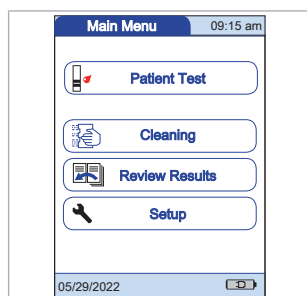 Main Menu 09:15 am
Patient Test
Cleaning
Review Results
Setup
05/29/2022